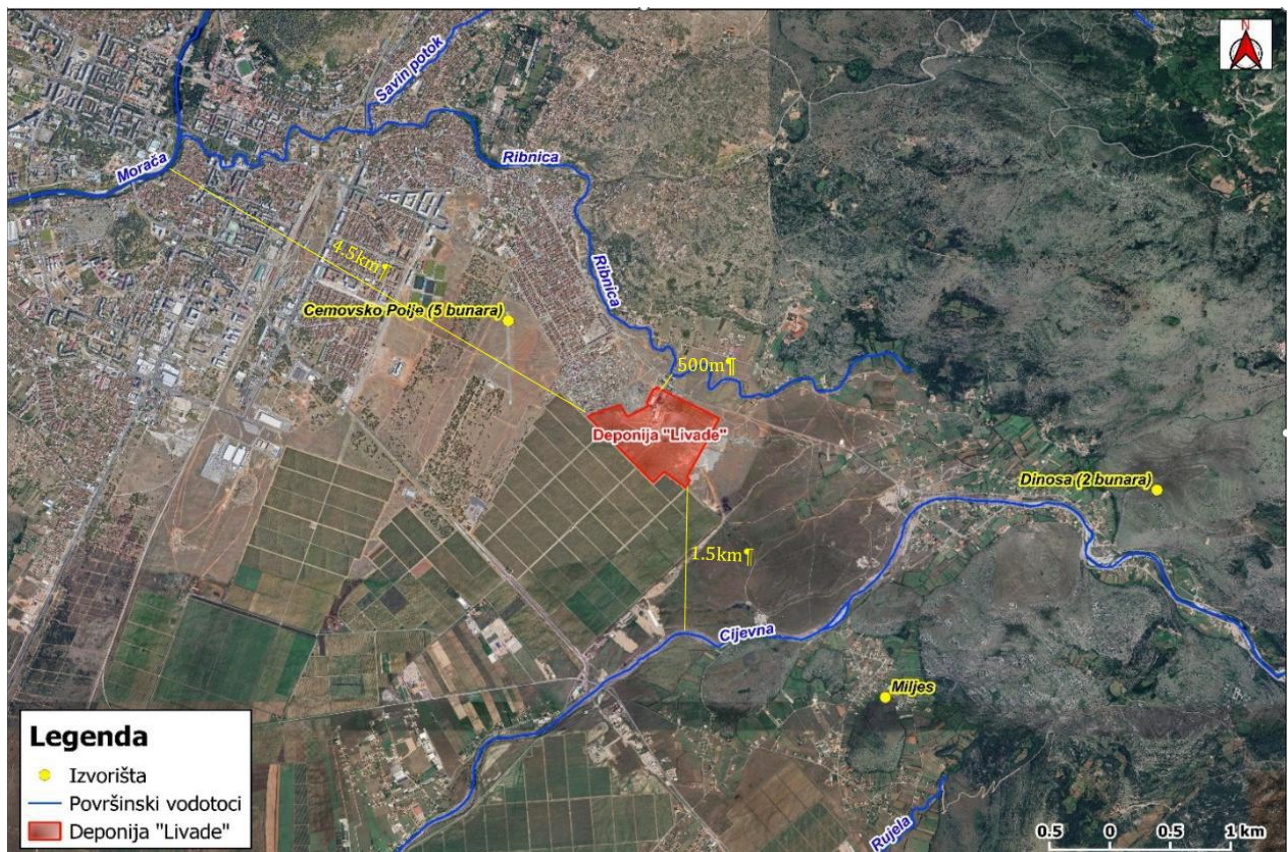 N
Savin potok
Morača
Ribnica
Ribnica
4.5km¶
Cemovsko Polje (5 bunara)
500m¶
Deponija "Livade"
Dinosa (2 bunara)
1.5km¶
Cijevna
Miljes
Rujela
Legenda
Izvorišta
Površinski vodotoci
Deponija "Livade"
0.5 0 0.5 1 km